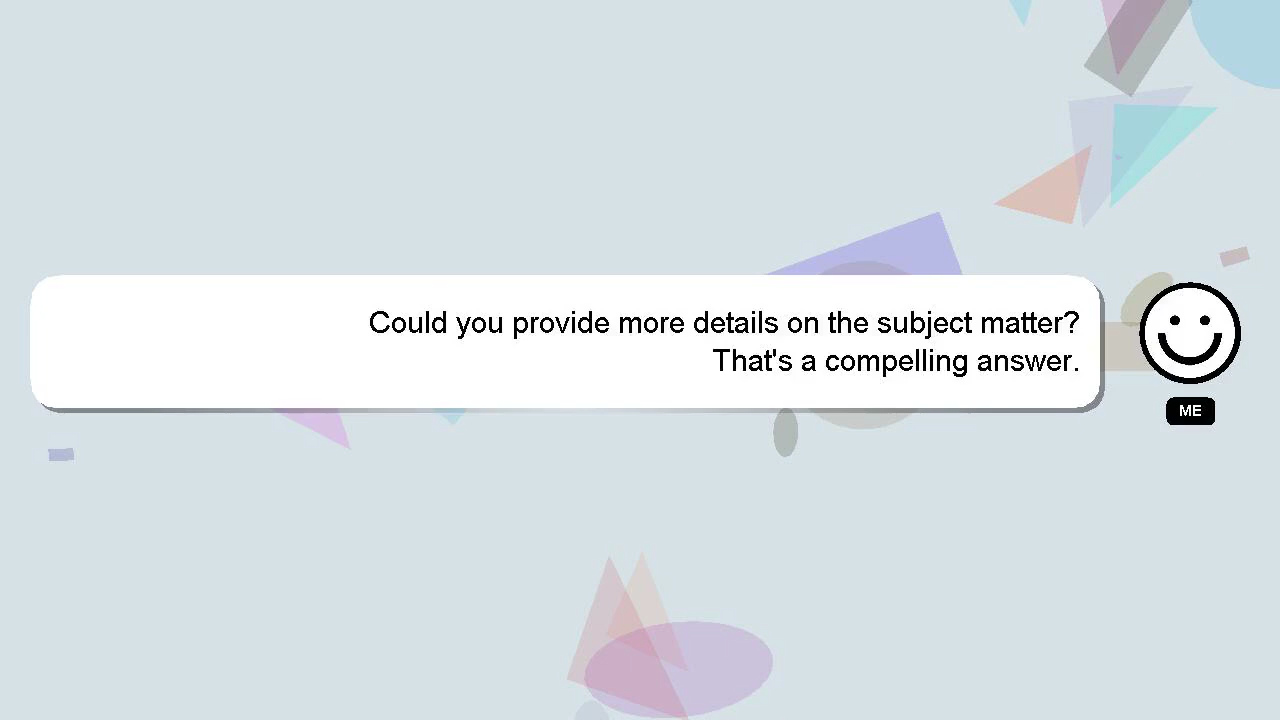 Could you provide more details on the subject matter?
That's a compelling answer.
ME